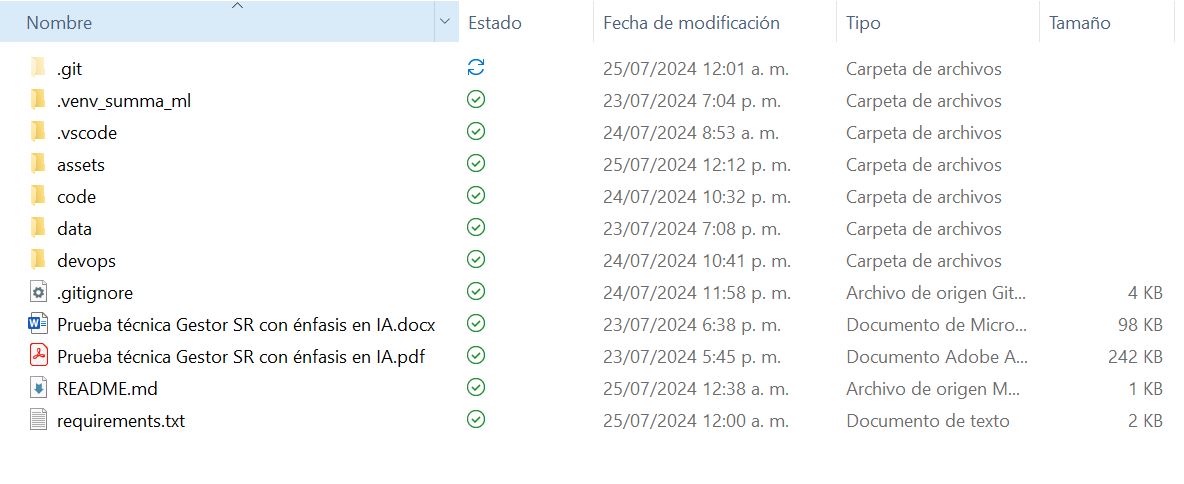 Nombre Estado Fecha de modificación Tipo Tamaño
.git 25/07/2024 12:01 a. m. Carpeta de archivos
.venv_summa_ml 23/07/2024 7:04 p. m. Carpeta de archivos
.vscode 24/07/2024 8:53 a. m. Carpeta de archivos
assets 25/07/2024 12:12 p. m. Carpeta de archivos
code 24/07/2024 10:32 p. m. Carpeta de archivos
data 23/07/2024 7:08 p. m. Carpeta de archivos
devops 24/07/2024 10:41 p. m. Carpeta de archivos
.gitignore 24/07/2024 11:58 p. m. Archivo de origen Git... 4 KB
Prueba técnica Gestor SR con énfasis en IA.docx 23/07/2024 6:38 p. m. Documento de Micro... 98 KB
Prueba técnica Gestor SR con énfasis en IA.pdf 23/07/2024 5:45 p. m. Documento Adobe A... 242 KB
README.md 25/07/2024 12:38 a. m. Archivo de origen M... 1 KB
requirements.txt 25/07/2024 12:00 a. m. Documento de texto 2 KB